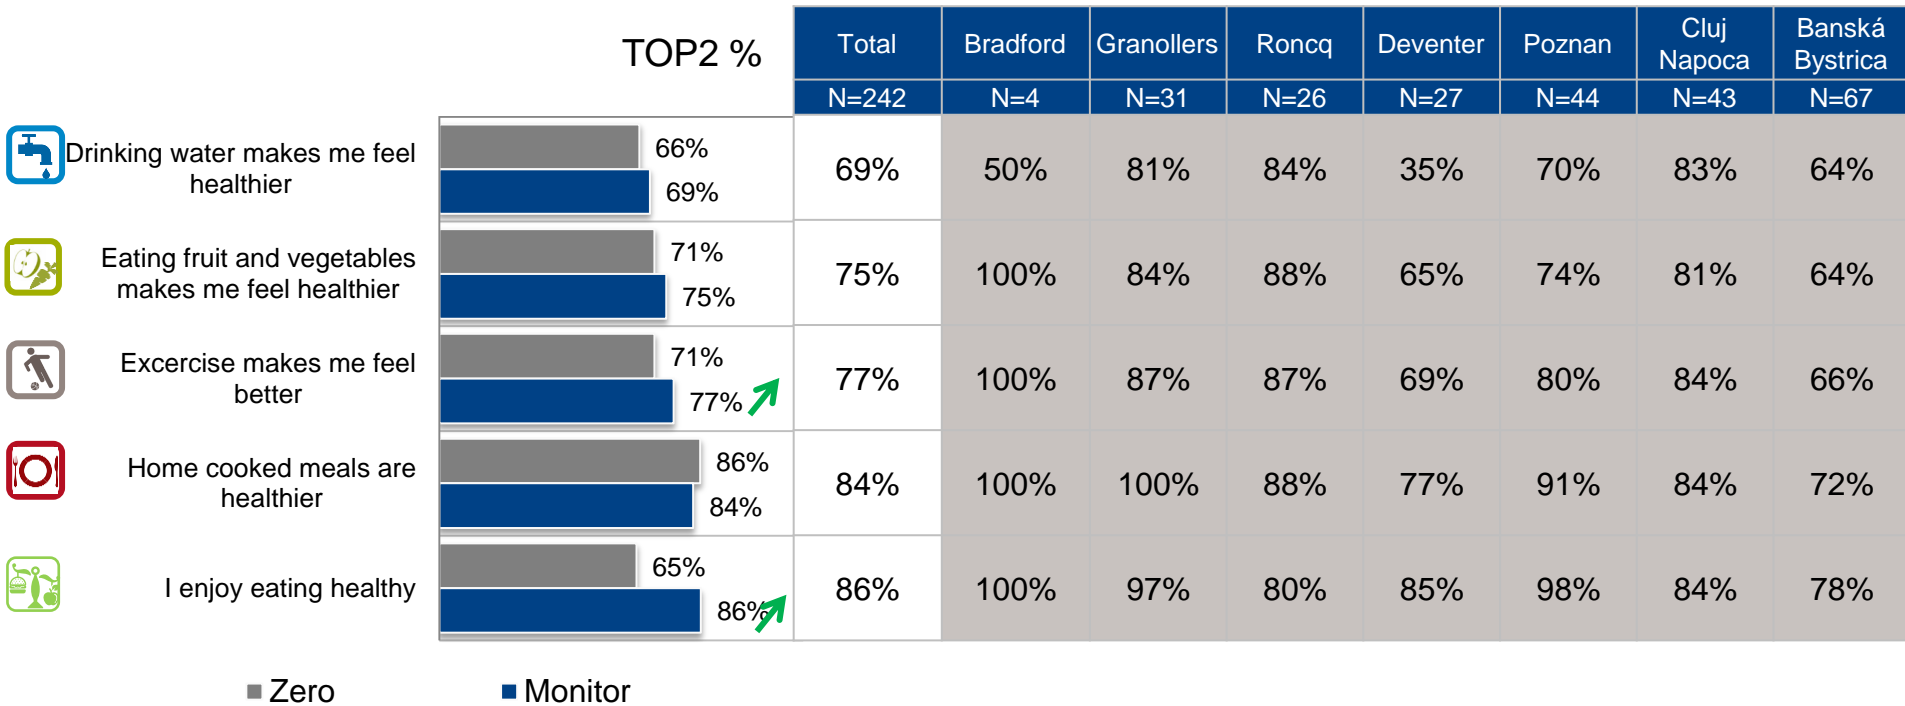 TOP2 %
Total Bradford Granollers Roncq Deventer Poznan Cluj Napoca Banská Bystrica
N=242 N=4 N=31 N=26 N=27 N=44 N=43 N=67
Drinking water makes me feel
healthier
66%
69%
69% 50% 81% 84% 35% 70% 83% 64%
Eating fruit and vegetables
makes me feel healthier
71%
75%
75% 100% 84% 88% 65% 74% 81% 64%
Excercise makes me feel
better
71%
77%
77% 100% 87% 87% 69% 80% 84% 66%
Home cooked meals are
healthier
86%
84%
84% 100% 100% 88% 77% 91% 84% 72%
I enjoy eating healthy
65%
86%
86% 100% 97% 80% 85% 98% 84% 78%
Zero Monitor